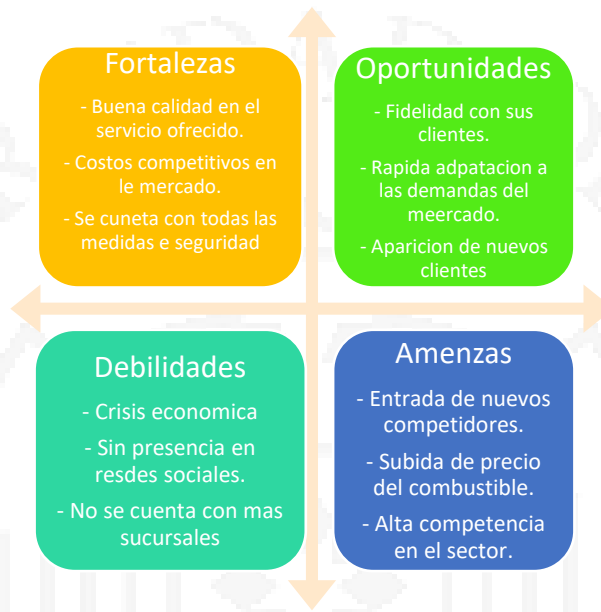 Fortalezas
- Buena calidad en el
servicio ofrecido.
- Costos competitivos en
le mercado.
- Se cuneta con todas las
medidas e seguridad
Oportunidades
- Fidelidad con sus
clientes.
- Rapida adpatacion a
las demandas del
meercado.
- Aparicion de nuevos
clientes
Debilidades
- Crisis economica
- Sin presencia en
resdes sociales.
- No se cuenta con mas
sucursales
Amenzas
- Entrada de nuevos
competidores.
- Subida de precio
del combustible.
- Alta competencia
en el sector.